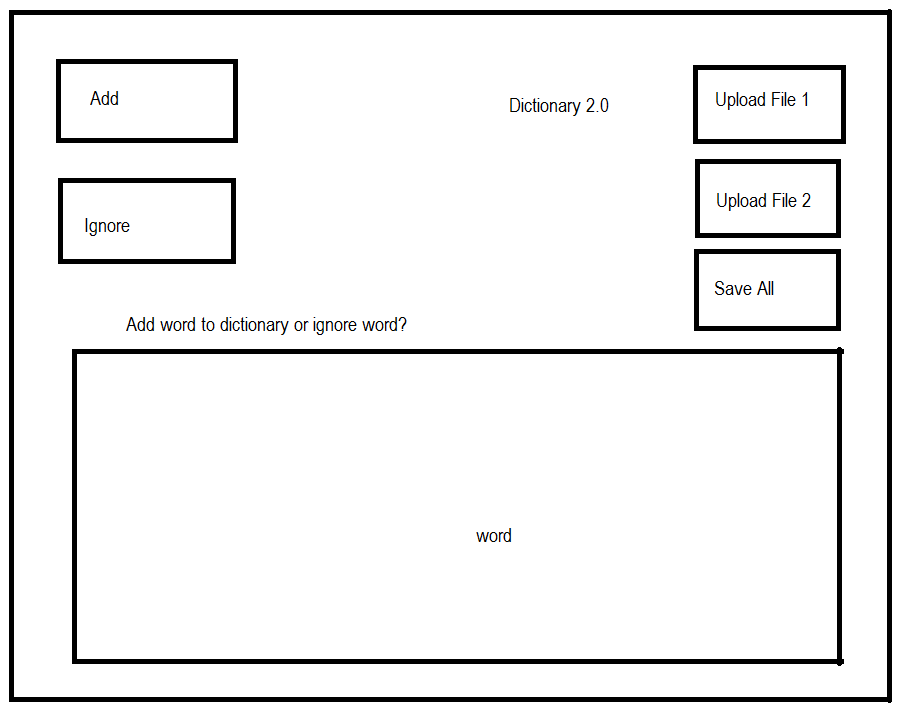 Add
Dictionary 2.0
Upload File 1
Ignore
Upload File 2
Save All
Add word to dictionary or ignore word?
word